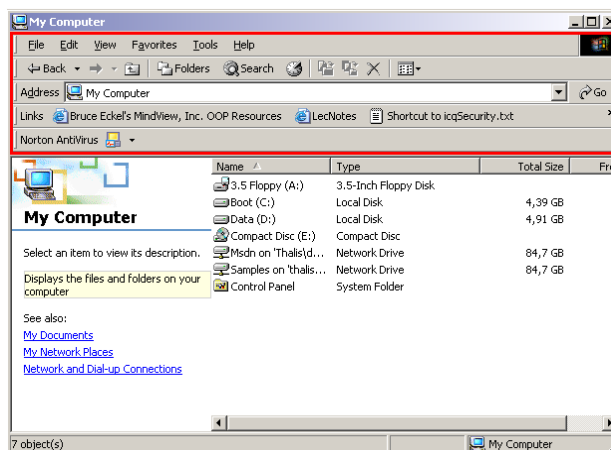 My Computer
File Edit View Favorites Tools Help
Back Folders Search
Address My Computer Go
Links Bruce Eckel's MindView, Inc. OOP Resources LecNotes Shortcut to icqSecurity.txt
Norton AntiVirus
Name Type Total Size Fr
3.5 Floppy (A:) 3.5-Inch Floppy Disk
Boot (C:) Local Disk 4,39 GB
Data (D:) Local Disk 4,91 GB
Compact Disc (E:) Compact Disc
Msdn on 'Thalis\d... Network Drive 84,7 GB
Samples on 'thalis... Network Drive 84,7 GB
Control Panel System Folder
My Computer
Select an item to view its description.
Displays the files and folders on your
computer
See also:
My Documents
My Network Places
Network and Dial-up Connections
7 object(s) My Computer